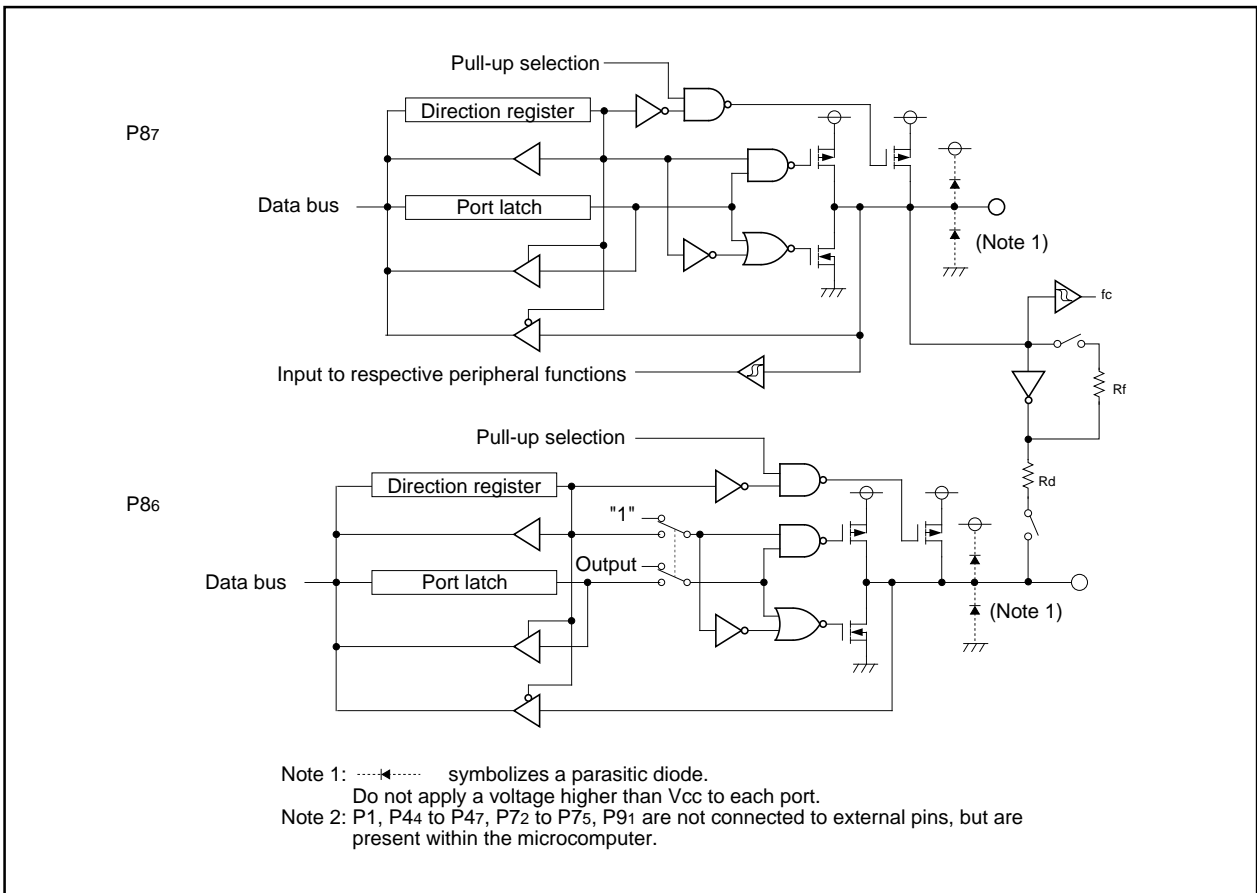 Pull-up selection
Direction register
P87
Data bus
Port latch
(Note 1)
fc
Input to respective peripheral functions
Rf
Pull-up selection
Rd
Direction register
P86
"1"
Output
Data bus
Port latch
(Note 1)
Note 1: symbolizes a parasitic diode.
Do not apply a voltage higher than Vcc to each port.
Note 2: P1, P44 to P47, P72 to P75, P91 are not connected to external pins, but are
present within the microcomputer.